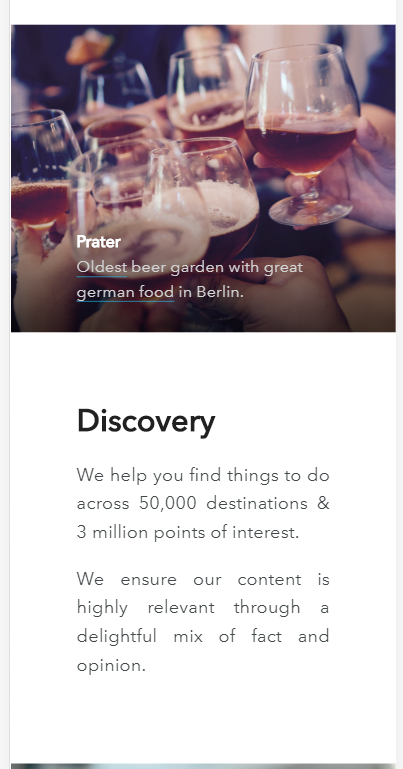 Prater
Oldest beer garden with great
german food in Berlin.
Discovery
We help you find things to do
across 50,000 destinations &
3 million points of interest.
We ensure our content is
highly relevant through a
delightful mix of fact and
opinion.